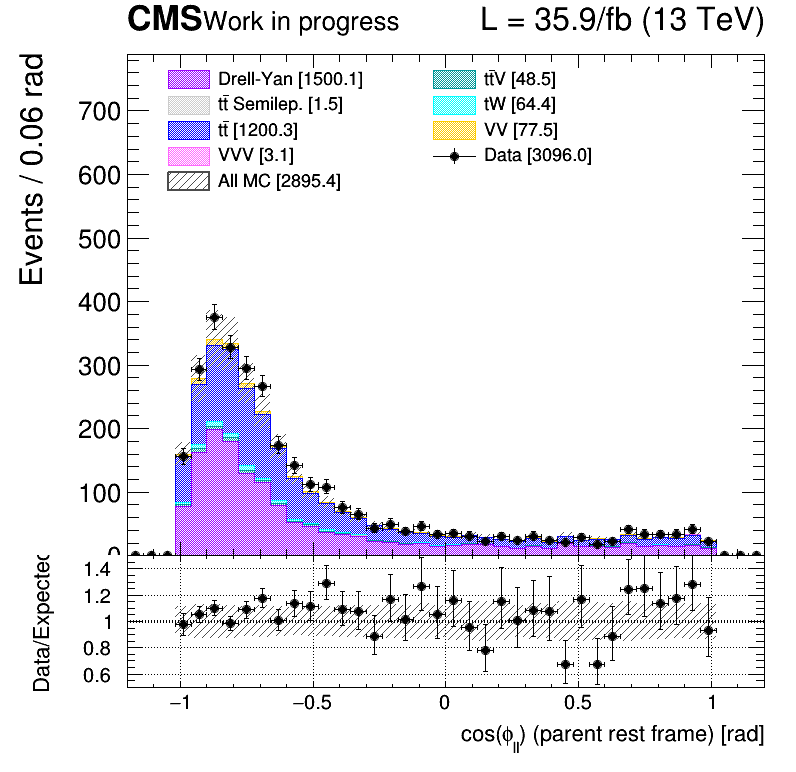 CMS Work in progress L = 35.9/fb (13 TeV)
Events / 0.06 rad
Drell-Yan [1500.1]
tt̄ Semilep. [1.5]
tt̄ [1200.3]
VVV [3.1]
All MC [2895.4]
tt̄V [48.5]
tW [64.4]
VV [77.5]
Data [3096.0]
700
600
500
400
300
200
100
0
Data/Expected
1.4
1.2
1
0.8
0.6
−1 −0.5 0 0.5 1
cos(ϕ_ll) (parent rest frame) [rad]